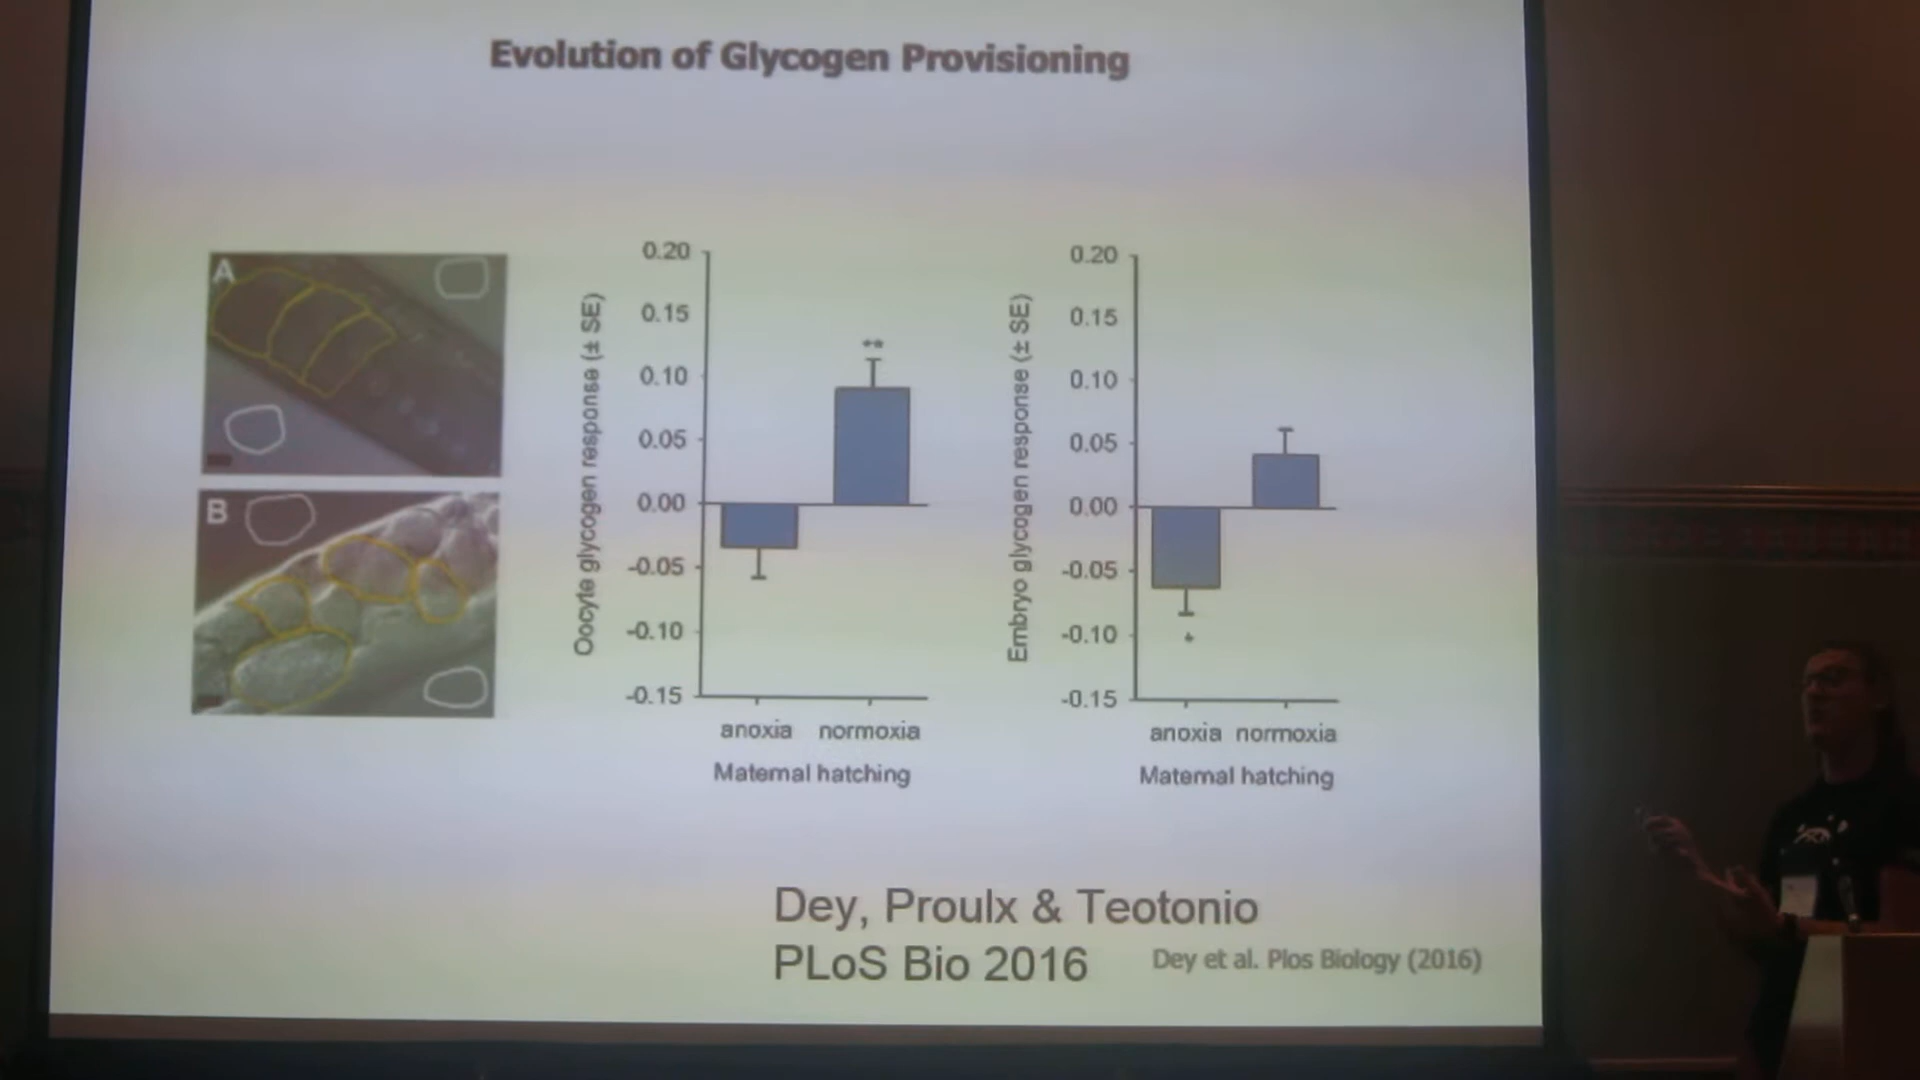 Evolution of Glycogen Provisioning
A
B
Oocyte glycogen response (± SE)
0.20
0.15
0.10
0.05
0.00
-0.05
-0.10
-0.15
**
anoxia normoxia
Maternal hatching
Embryo glycogen response (± SE)
0.20
0.15
0.10
0.05
0.00
-0.05
-0.10
-0.15
*
anoxia normoxia
Maternal hatching
Dey, Proulx & Teotonio
PLoS Bio 2016
Dey et al. Plos Biology (2016)